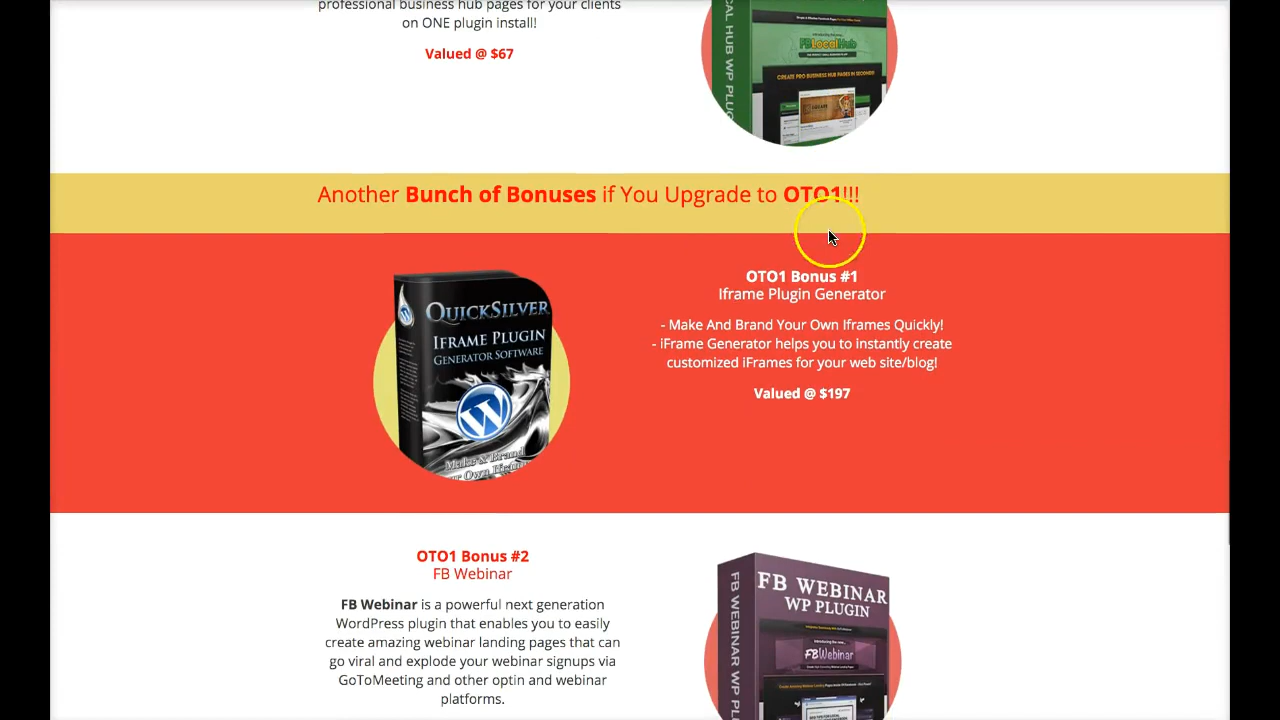 professional business hub pages for your clients
on ONE plugin install!
Valued @ $67
FBLocalHub
CREATE PRO BUSINESS HUB PAGES IN SECONDS!
Another Bunch of Bonuses if You Upgrade to OTO1!!!
QUICKSILVER
IFRAME PLUGIN
GENERATOR SOFTWARE
OTO1 Bonus #1
Iframe Plugin Generator
- Make And Brand Your Own Iframes Quickly!
- iFrame Generator helps you to instantly create
customized iFrames for your web site/blog!
Valued @ $197
OTO1 Bonus #2
FB Webinar
FB Webinar is a powerful next generation
WordPress plugin that enables you to easily
create amazing webinar landing pages that can
go viral and explode your webinar signups via
GoToMeeting and other optin and webinar
platforms.
FB WEBINAR
WP PLUGIN
FB WEBINAR WP PL
FBWebinar